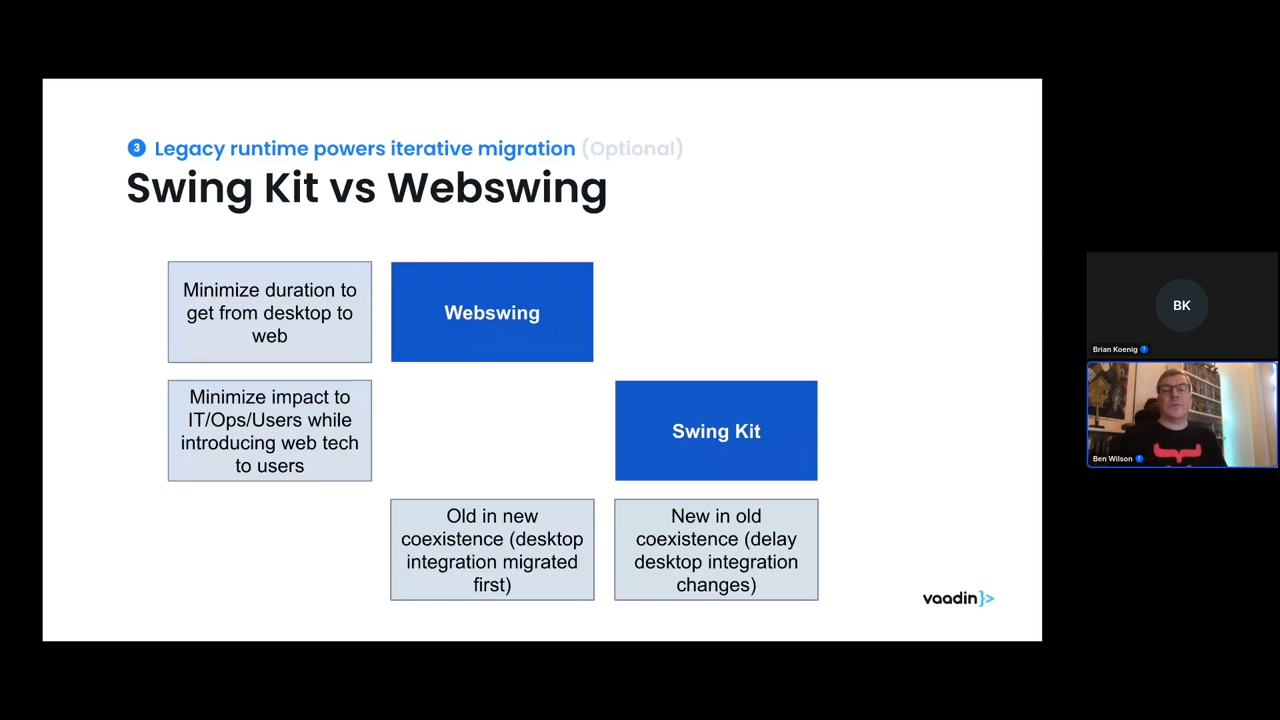 3 Legacy runtime powers iterative migration (Optional)
Swing Kit vs Webswing
Minimize duration to
get from desktop to
web
Webswing
Minimize impact to
IT/Ops/Users while
introducing web tech
to users
Swing Kit
Old in new
coexistence (desktop
integration migrated
first)
New in old
coexistence (delay
desktop integration
changes)
vaadin}>
BK
Brian Koenig
Ben Wilson